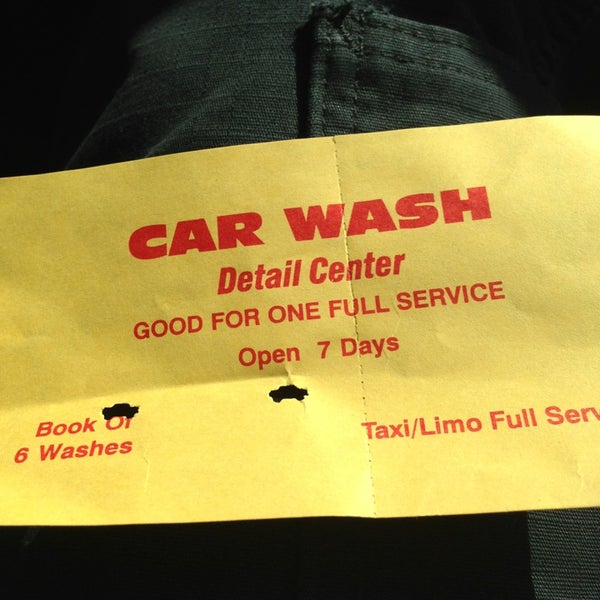 CAR WASH
Detail Center
GOOD FOR ONE FULL SERVICE
Open 7 Days
Book Of
6 Washes
Taxi/Limo Full Serv